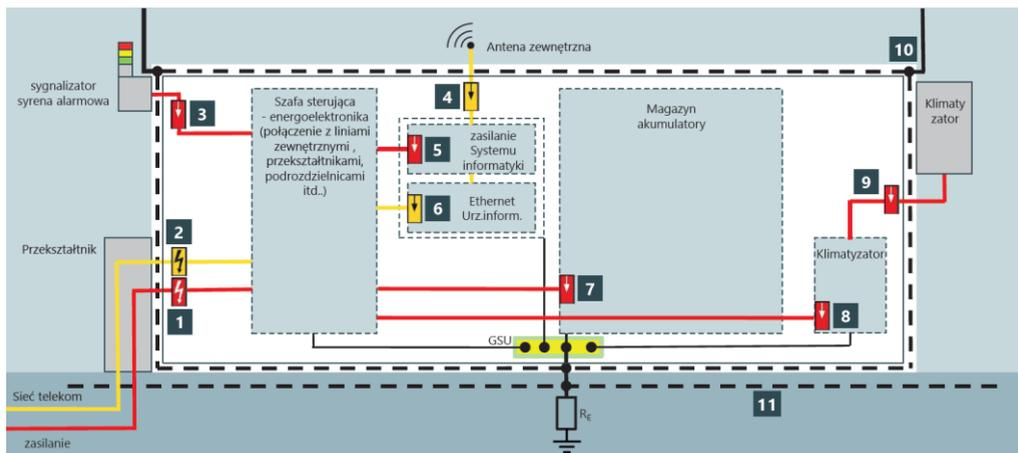 Antena zewnętrzna
10
sygnalizator
syrena alarmowa
3
4
Szafa sterująca
- energoelektronika
(połączenie z liniami
zewnętrznymi ,
przekształtnikami,
podrozdzielnicami
itd..)
5
zasilanie
Systemu
informatyki
6
Ethernet
Urz.inform.
Magazyn
akumulatory
Klimaty
zator
9
Przekształtnik
2
1
7
Klimatyzator
8
GSU
Sieć telekom
11
RE
zasilanie